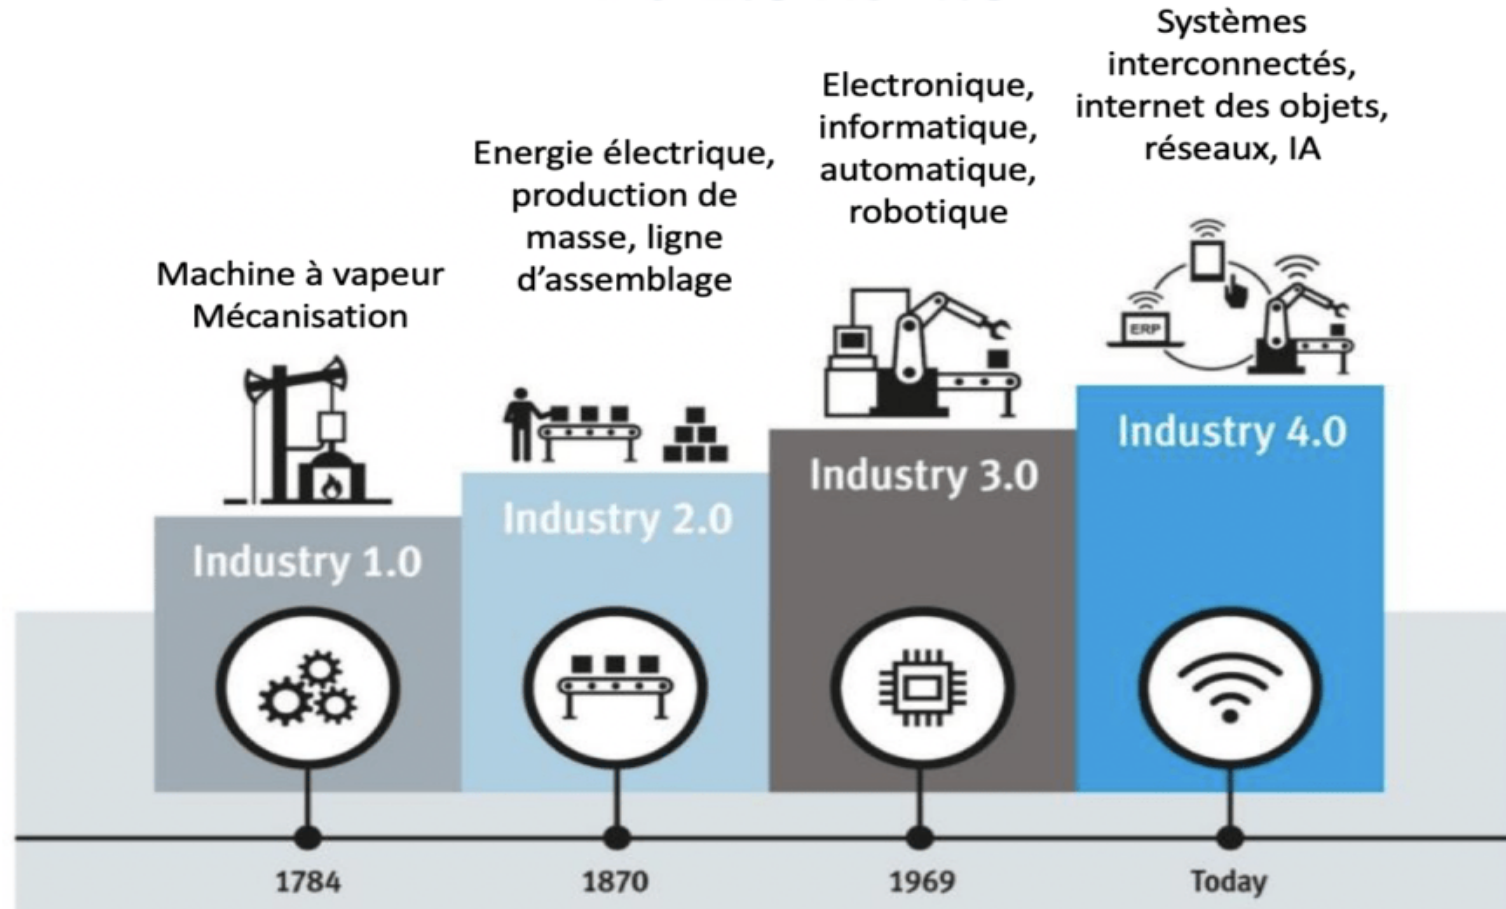 Machine à vapeur
Mécanisation
Energie électrique,
production de
masse, ligne
d’assemblage
Electronique,
informatique,
automatique,
robotique
Systèmes
interconnectés,
internet des objets,
réseaux, IA
ERP
Industry 1.0
Industry 2.0
Industry 3.0
Industry 4.0
1784
1870
1969
Today